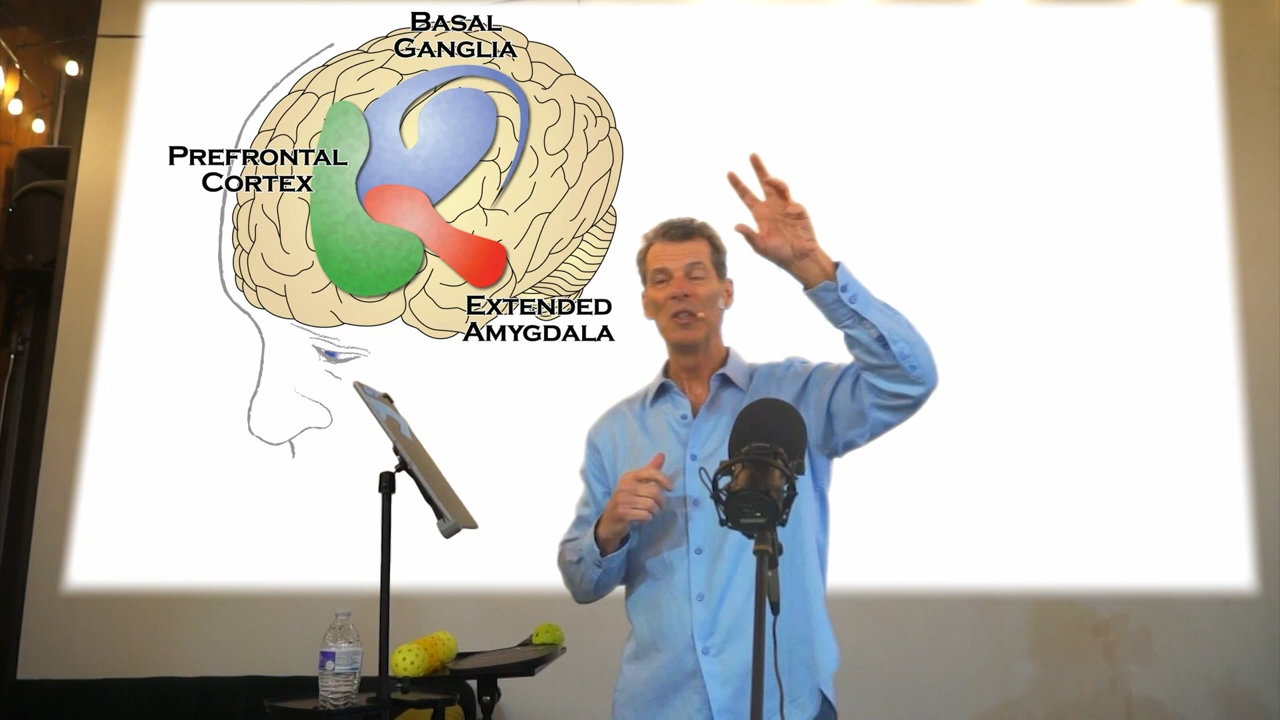 BASAL
GANGLIA
PREFRONTAL
CORTEX
EXTENDED
AMYGDALA